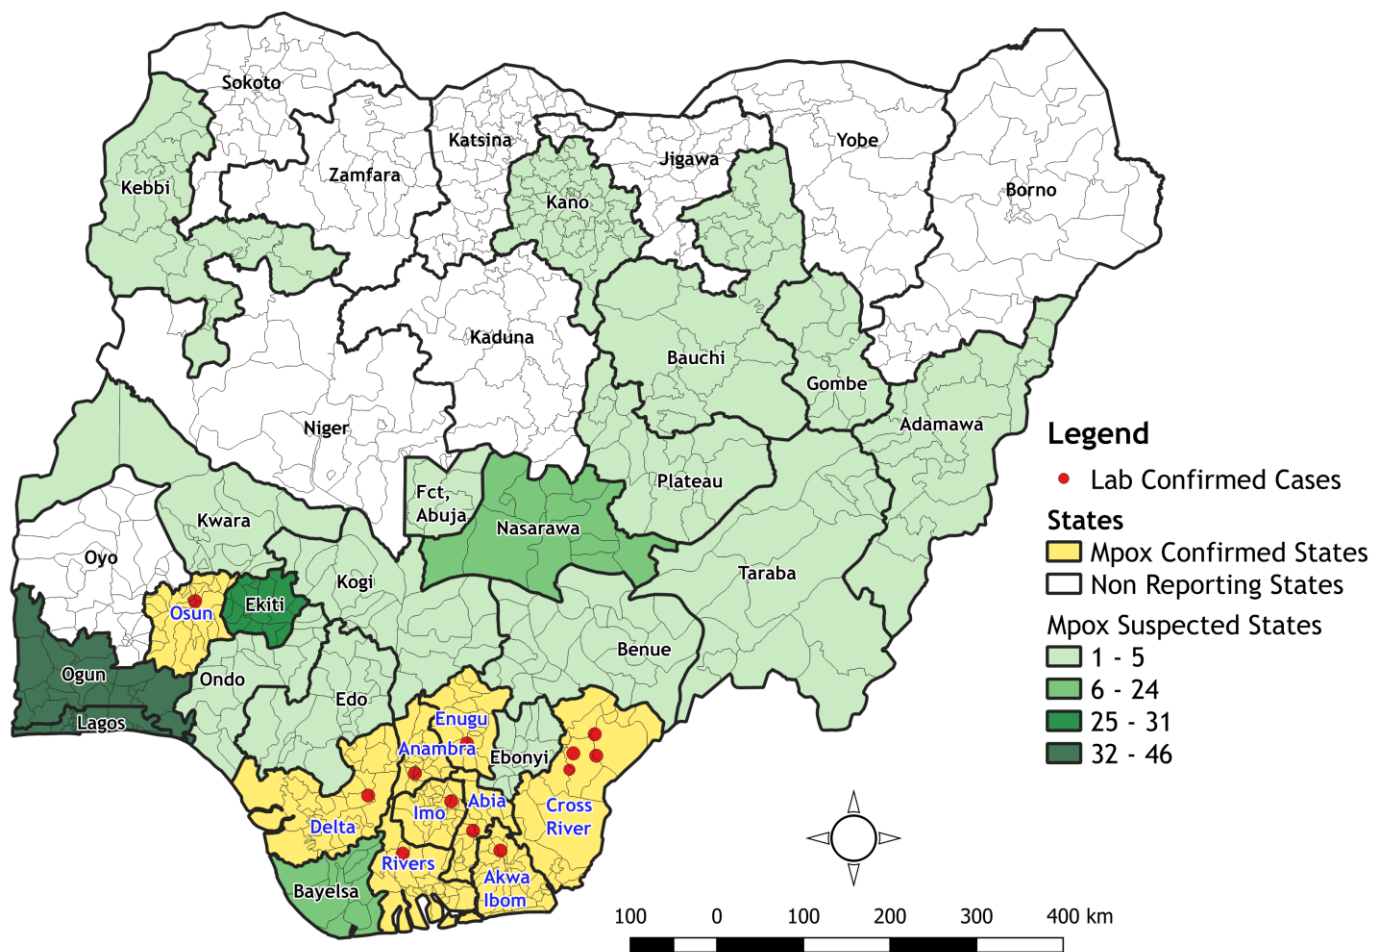 Sokoto
Katsina
Yobe
Jigawa
Zamfara
Kebbi
Borno
Kano
Kaduna
Bauchi
Gombe
Niger
Adamawa
Plateau
Fct,
Abuja
Kwara
Nasarawa
Oyo
Kogi
Taraba
Ekiti
Osun
Benue
Ogun
Ondo
Edo
Lagos
Enugu
Anambra
Ebonyi
Abia
Imo
Cross
River
Delta
Rivers
Akwa
Ibom
Bayelsa
Legend
Lab Confirmed Cases
States
Mpox Confirmed States
Non Reporting States
Mpox Suspected States
1 - 5
6 - 24
25 - 31
32 - 46
100 0 100 200 300 400 km